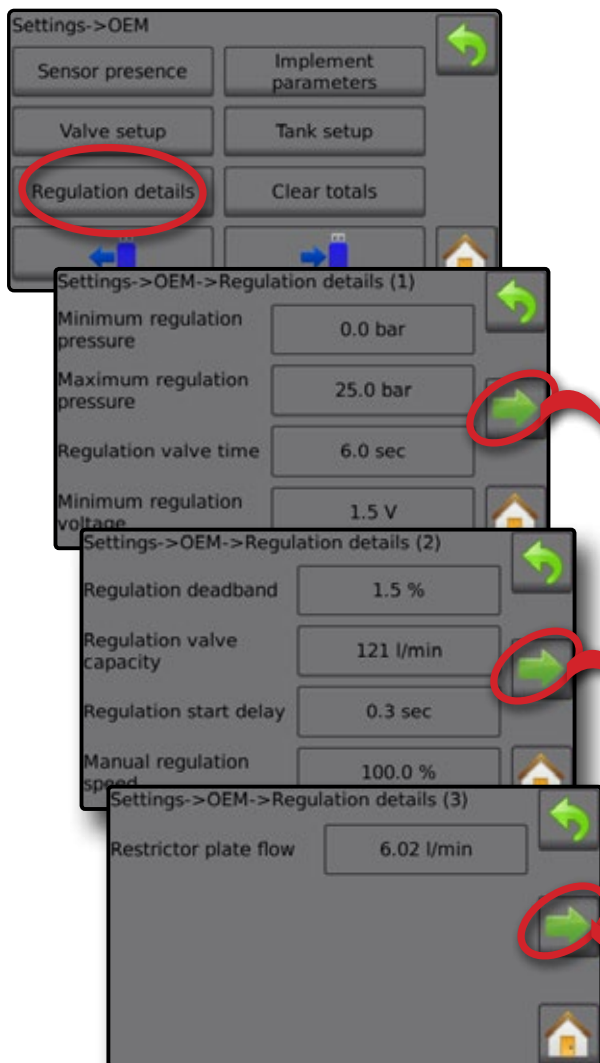 Settings->OEM
Sensor presence
Implement
parameters
Valve setup
Tank setup
Regulation details
Clear totals
Settings->OEM->Regulation details (1)
Minimum regulation
pressure
0.0 bar
Maximum regulation
pressure
25.0 bar
Regulation valve time
6.0 sec
Minimum regulation
voltage
1.5 V
Settings->OEM->Regulation details (2)
Regulation deadband
1.5 %
Regulation valve
capacity
121 l/min
Regulation start delay
0.3 sec
Manual regulation
speed
100.0 %
Settings->OEM->Regulation details (3)
Restrictor plate flow
6.02 l/min